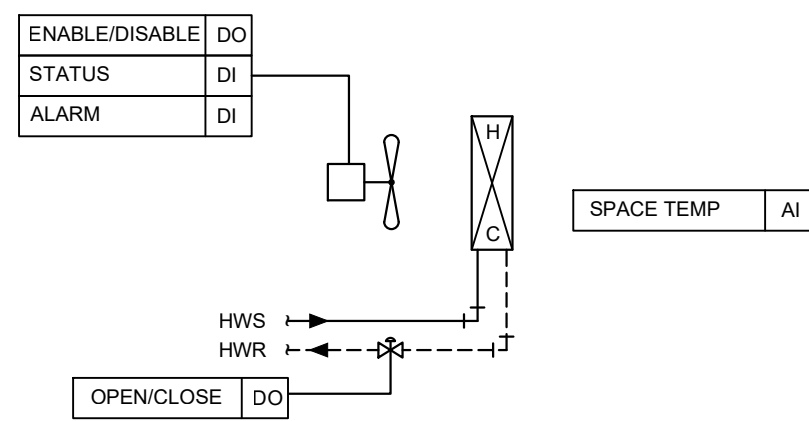 ENABLE/DISABLE DO
STATUS DI
ALARM DI
H
C
SPACE TEMP AI
HWS
HWR
OPEN/CLOSE DO